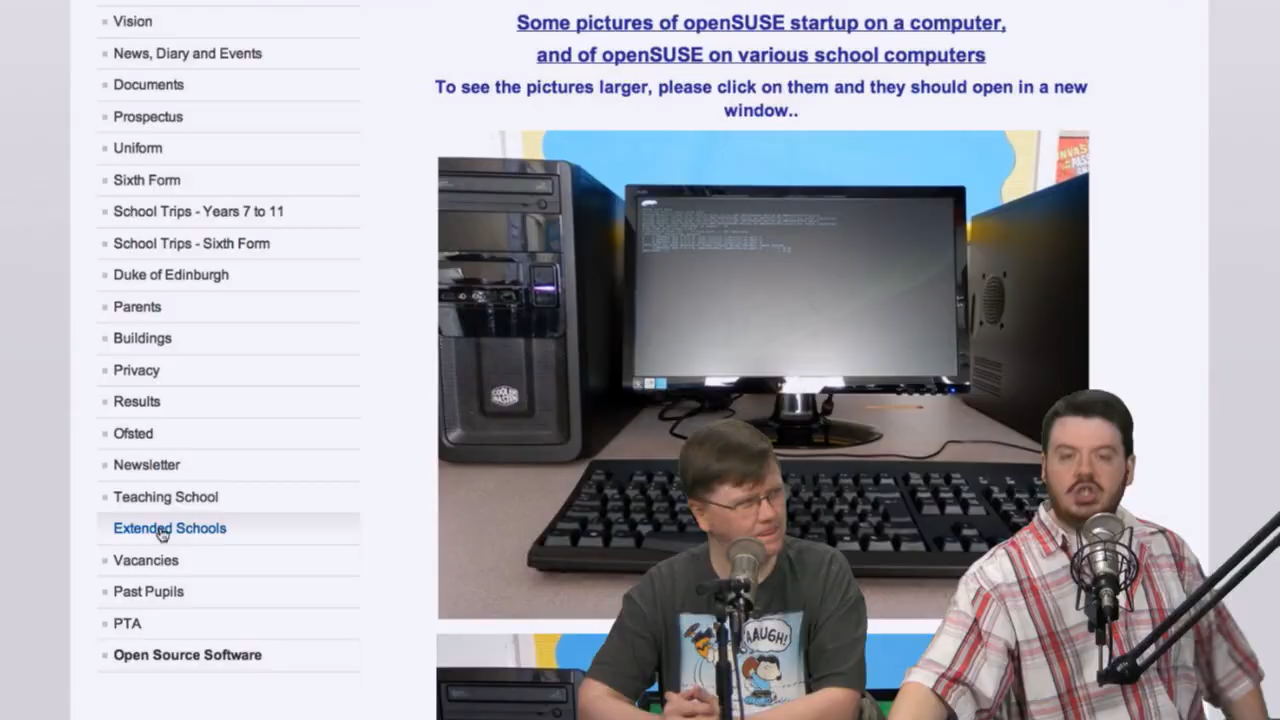 Vision
News, Diary and Events
Documents
Prospectus
Uniform
Sixth Form
School Trips - Years 7 to 11
School Trips - Sixth Form
Duke of Edinburgh
Parents
Buildings
Privacy
Results
Ofsted
Newsletter
Teaching School
Extended Schools
Vacancies
Past Pupils
PTA
Open Source Software
Some pictures of openSUSE startup on a computer,
and of openSUSE on various school computers
To see the pictures larger, please click on them and they should open in a new
window..
COOLER
MASTER
AAUGH!